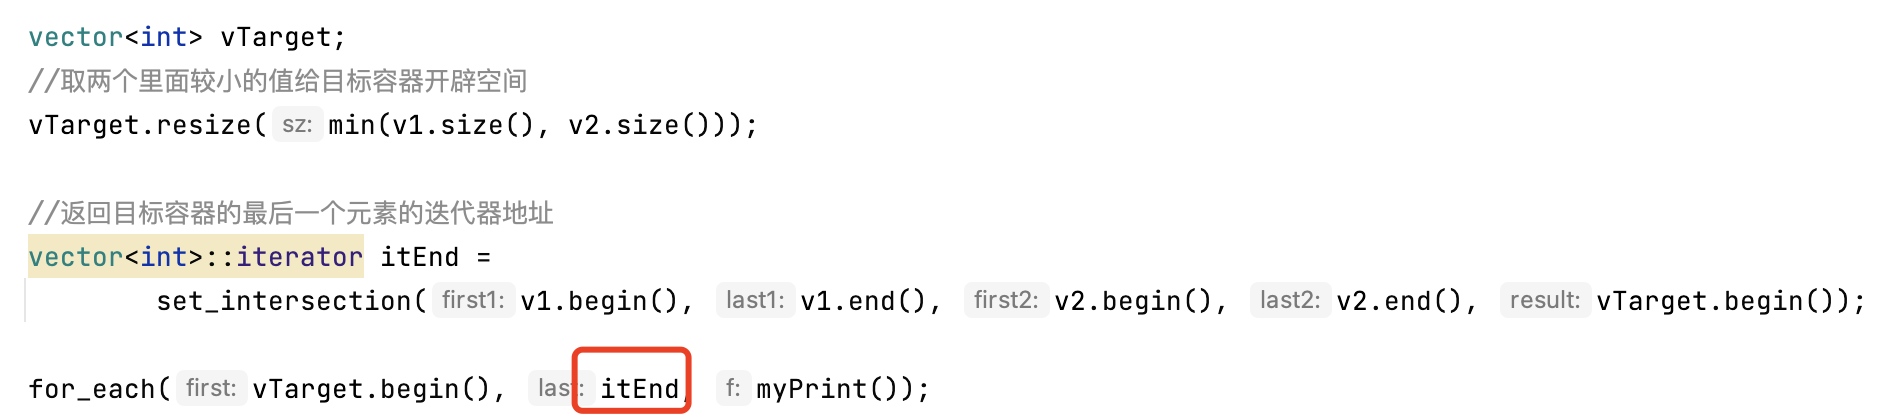 vector<int> vTarget;
//取两个里面较小的值给目标容器开辟空间
vTarget.resize( sz: min(v1.size(), v2.size()));
//返回目标容器的最后一个元素的迭代器地址
vector<int>::iterator itEnd =
set_intersection( first1: v1.begin(), last1: v1.end(), first2: v2.begin(), last2: v2.end(), result: vTarget.begin());
for_each( first: vTarget.begin(), last: itEnd, f: myPrint());